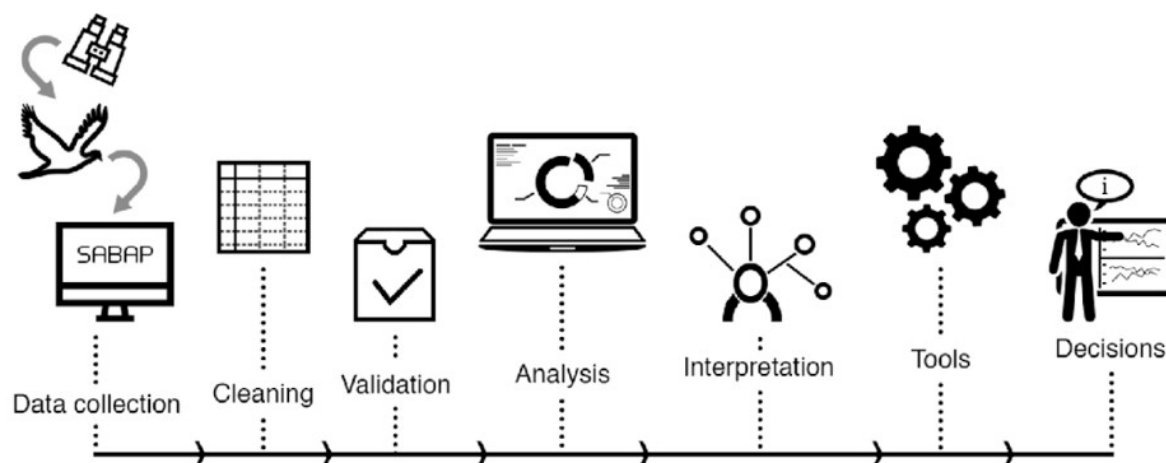 SABAP
i
Data collection
Cleaning
Validation
Analysis
Interpretation
Tools
Decisions